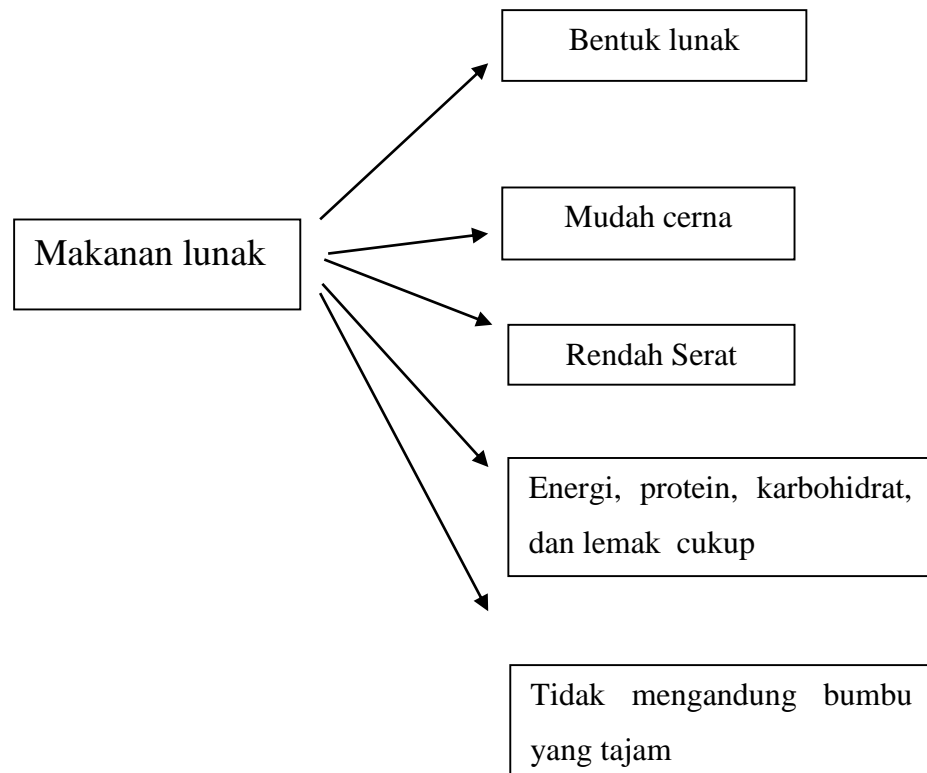 Bentuk lunak
Mudah cerna
Makanan lunak
Rendah Serat
Energi, protein, karbohidrat,
dan lemak cukup
Tidak mengandung bumbu
yang tajam